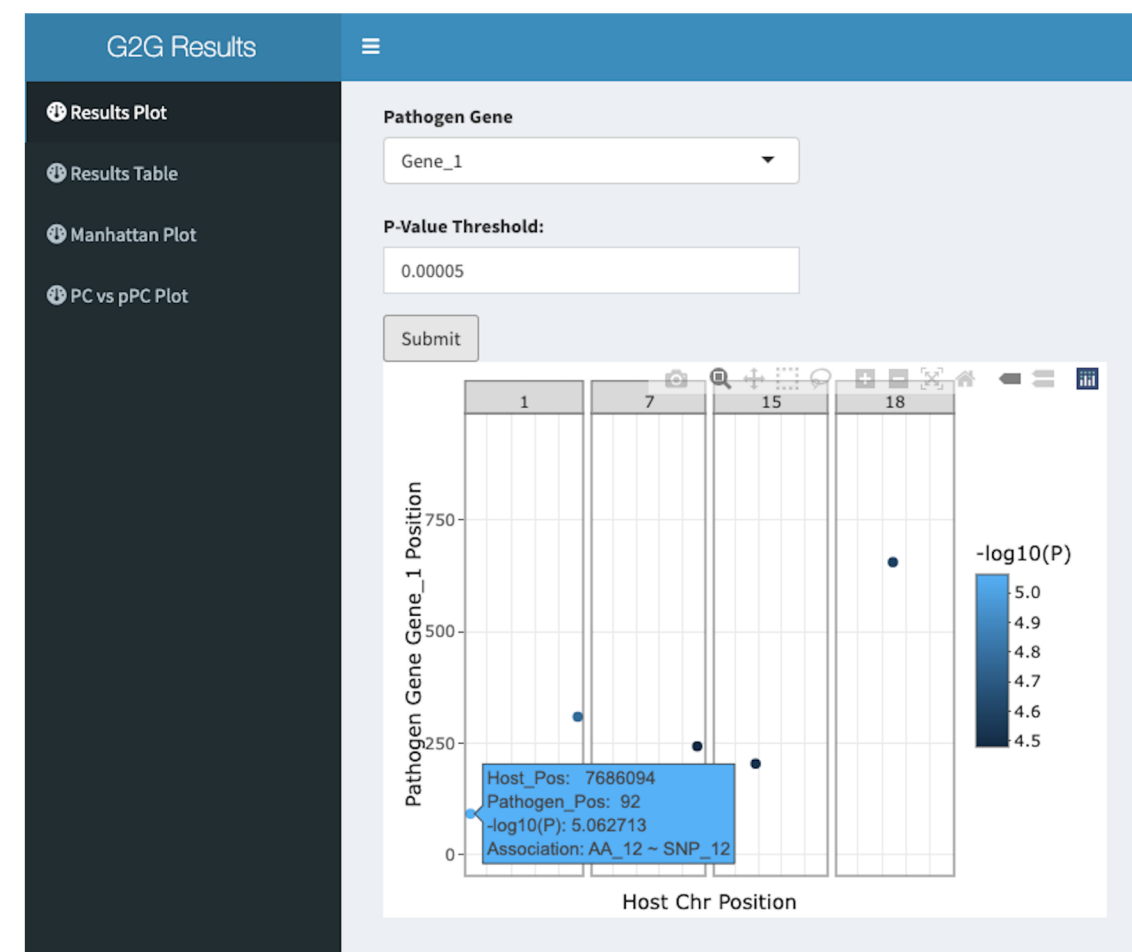 G2G Results
Results Plot
Results Table
Manhattan Plot
PC vs pPC Plot
Pathogen Gene
Gene_1
P-Value Threshold:
0.00005
Submit
1 7 15 18
Pathogen Gene Gene_1 Position
750
500
250
0
Host_Pos: 7686094
Pathogen_Pos: 92
-log10(P): 5.062713
Association: AA_12 ~ SNP_12
Host Chr Position
-log10(P)
5.0
4.9
4.8
4.7
4.6
4.5